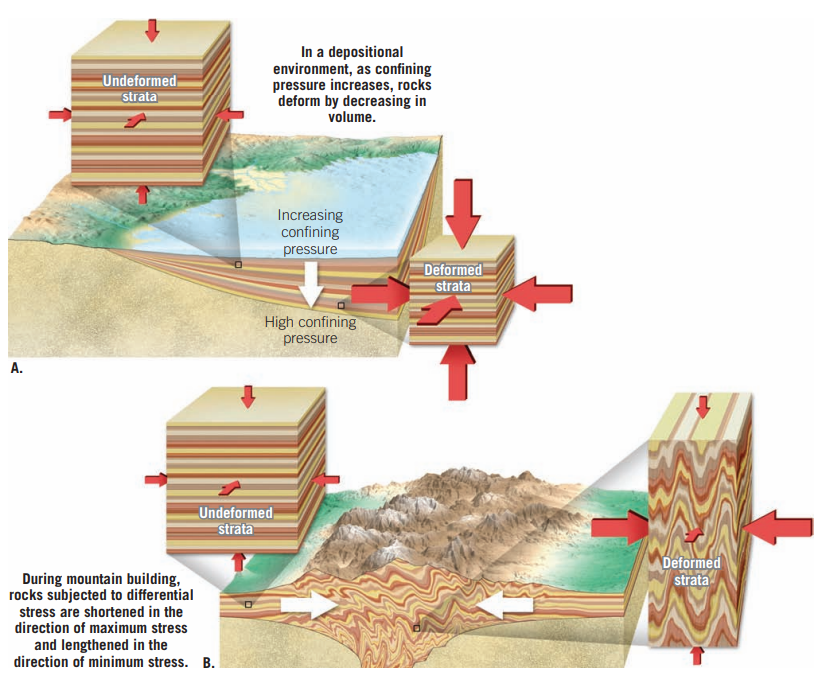 Undeformed
strata
In a depositional
environment, as confining
pressure increases, rocks
deform by decreasing in
volume.
Increasing
confining
pressure
Deformed
strata
High confining
pressure
A.
Undeformed
strata
Deformed
strata
During mountain building,
rocks subjected to differential
stress are shortened in the
direction of maximum stress
and lengthened in the
direction of minimum stress.
B.